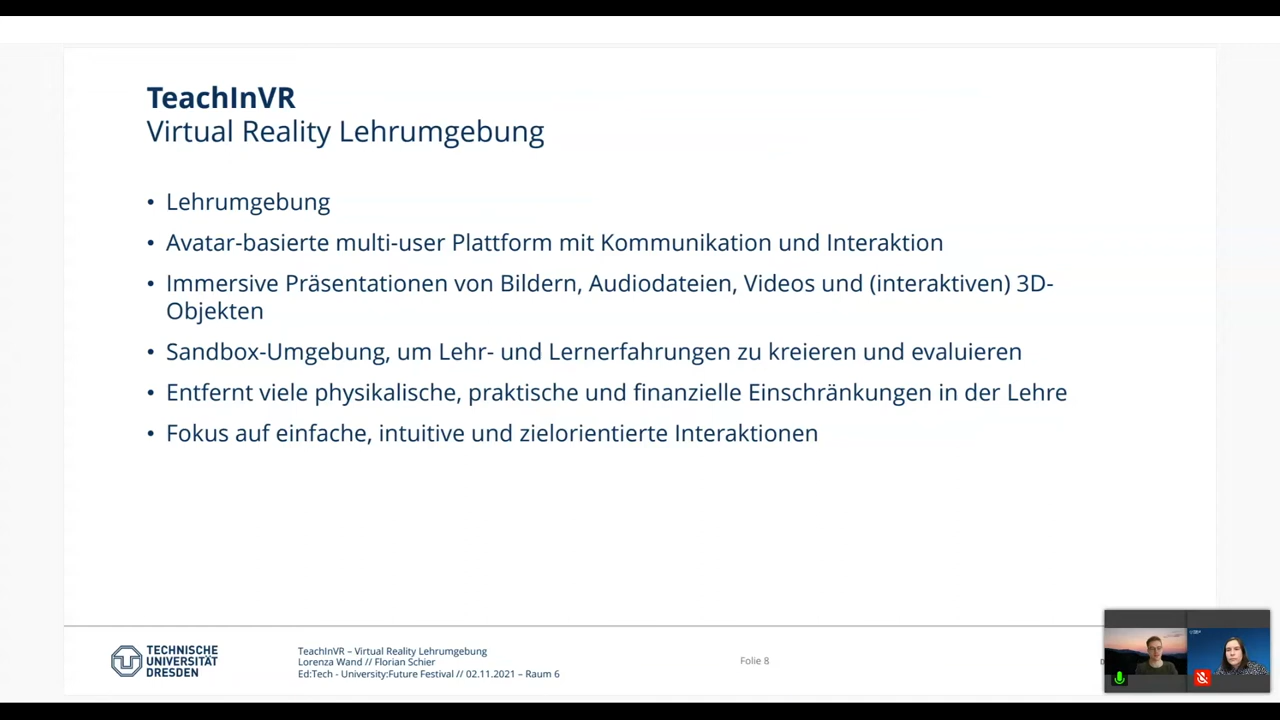 TeachInVR
Virtual Reality Lehrumgebung
• Lehrumgebung
• Avatar-basierte multi-user Plattform mit Kommunikation und Interaktion
• Immersive Präsentationen von Bildern, Audiodateien, Videos und (interaktiven) 3D-
Objekten
• Sandbox-Umgebung, um Lehr- und Lernerfahrungen zu kreieren und evaluieren
• Entfernt viele physikalische, praktische und finanzielle Einschränkungen in der Lehre
• Fokus auf einfache, intuitive und zielorientierte Interaktionen
TECHNISCHE
UNIVERSITÄT
DRESDEN
TeachInVR – Virtual Reality Lehrumgebung
Lorenza Wand // Florian Schier
Ed:Tech - University:Future Festival // 02.11.2021 – Raum 6
Folie 8